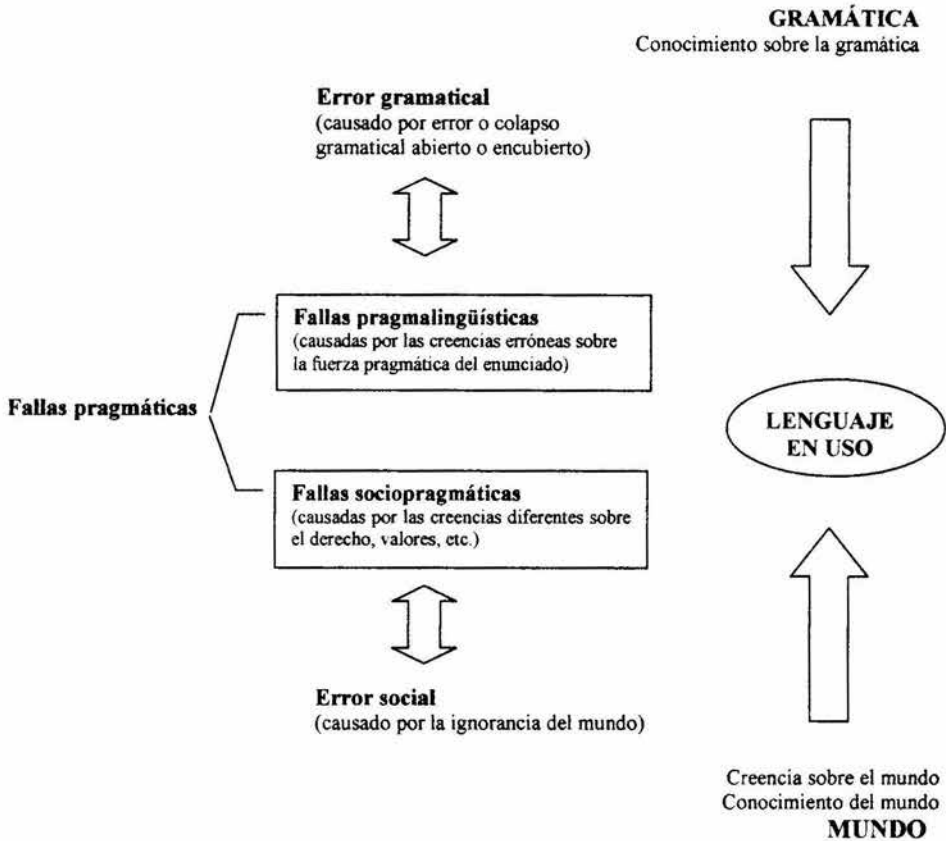 GRAMÁTICA
Conocimiento sobre la gramática
Error gramatical
(causado por error o colapso
gramatical abierto o encubierto)
Fallas pragmalingüísticas
(causadas por las creencias erróneas sobre
la fuerza pragmática del enunciado)
Fallas pragmáticas
LENGUAJE
EN USO
Fallas sociopragmáticas
(causadas por las creencias diferentes sobre
el derecho, valores, etc.)
Error social
(causado por la ignorancia del mundo)
Creencia sobre el mundo
Conocimiento del mundo
MUNDO